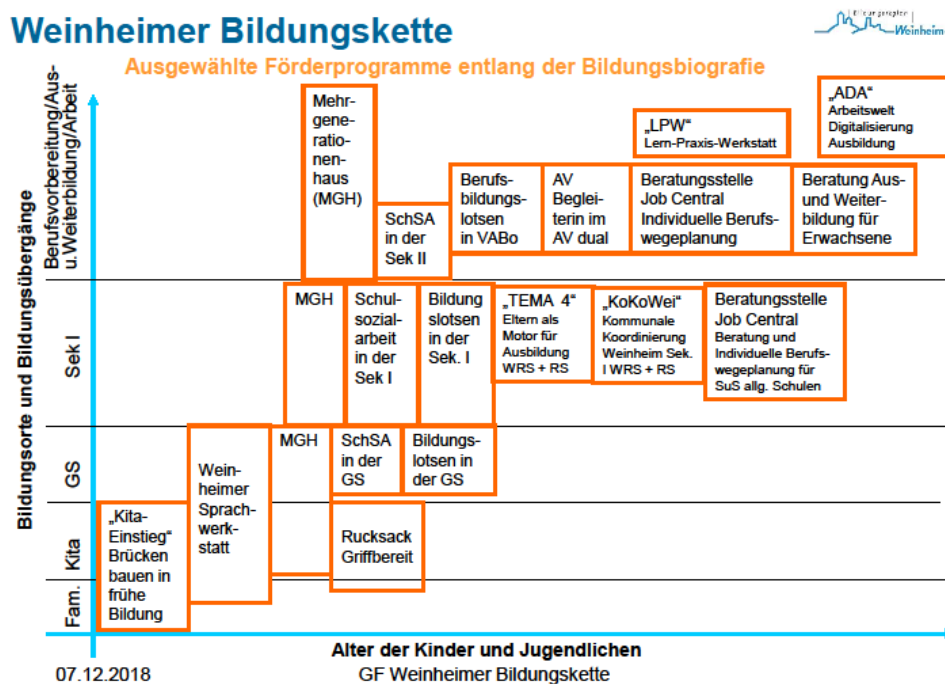 Weinheimer Bildungskette
Weinheim
Ausgewählte Förderprogramme entlang der Bildungsbiografie
Bildungsorte und Bildungsübergänge
Berufsvorbereitung/Aus-
u.Weiterbildung/Arbeit
Mehr-
gene-
ratio-
nen-
haus
(MGH)
SchSA
in der
Sek II
Berufs-
bildungs-
lotsen
in VABo
AV
Beglei-
terin im
AV dual
„LPW“
Lern-Praxis-Werkstatt
Beratungsstelle
Job Central
Individuelle Berufs-
wegeplanung
„ADA“
Arbeitswelt
Digitalisierung
Ausbildung
Beratung Aus-
und Weiter-
bildung für
Erwachsene
Sek I
MGH
Schul-
sozial-
arbeit
in der
Sek I
Bildung
slotsen
in der
Sek. I
„TEMA 4“
Eltern als
Motor für
Ausbildung
WRS + RS
„KoKoWei“
Kommunale
Koordinierung
Weinheim Sek.
I WRS + RS
Beratungsstelle
Job Central
Beratung und
Individuelle Berufs-
wegeplanung für
SuS allg. Schulen
GS
Wein-
heimer
Sprach-
werk-
statt
MGH
SchSA
in der
GS
Bildungs-
lotsen in
der GS
Kita
„Kita-
Einstieg“
Brücken
bauen in
frühe
Bildung
Rucksack
Griffbereit
Fam.
Alter der Kinder und Jugendlichen
07.12.2018
GF Weinheimer Bildungskette